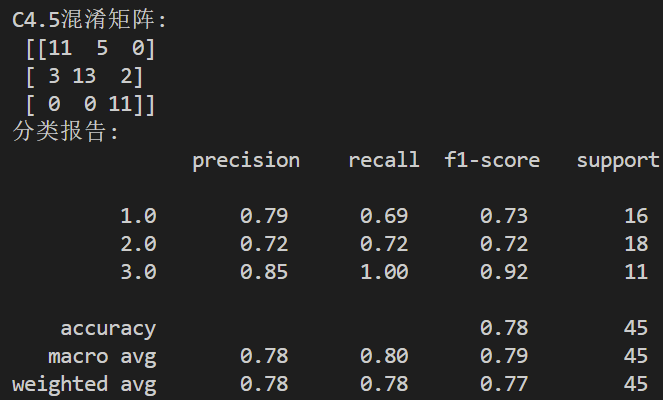 C4.5混淆矩阵:
[[11  5  0]
[ 3 13  2]
[ 0  0 11]]
分类报告:
precision    recall  f1-score   support
1.0       0.79      0.69      0.73        16
2.0       0.72      0.72      0.72        18
3.0       0.85      1.00      0.92        11
accuracy                           0.78        45
macro avg       0.78      0.80      0.79        45
weighted avg       0.78      0.78      0.77        45